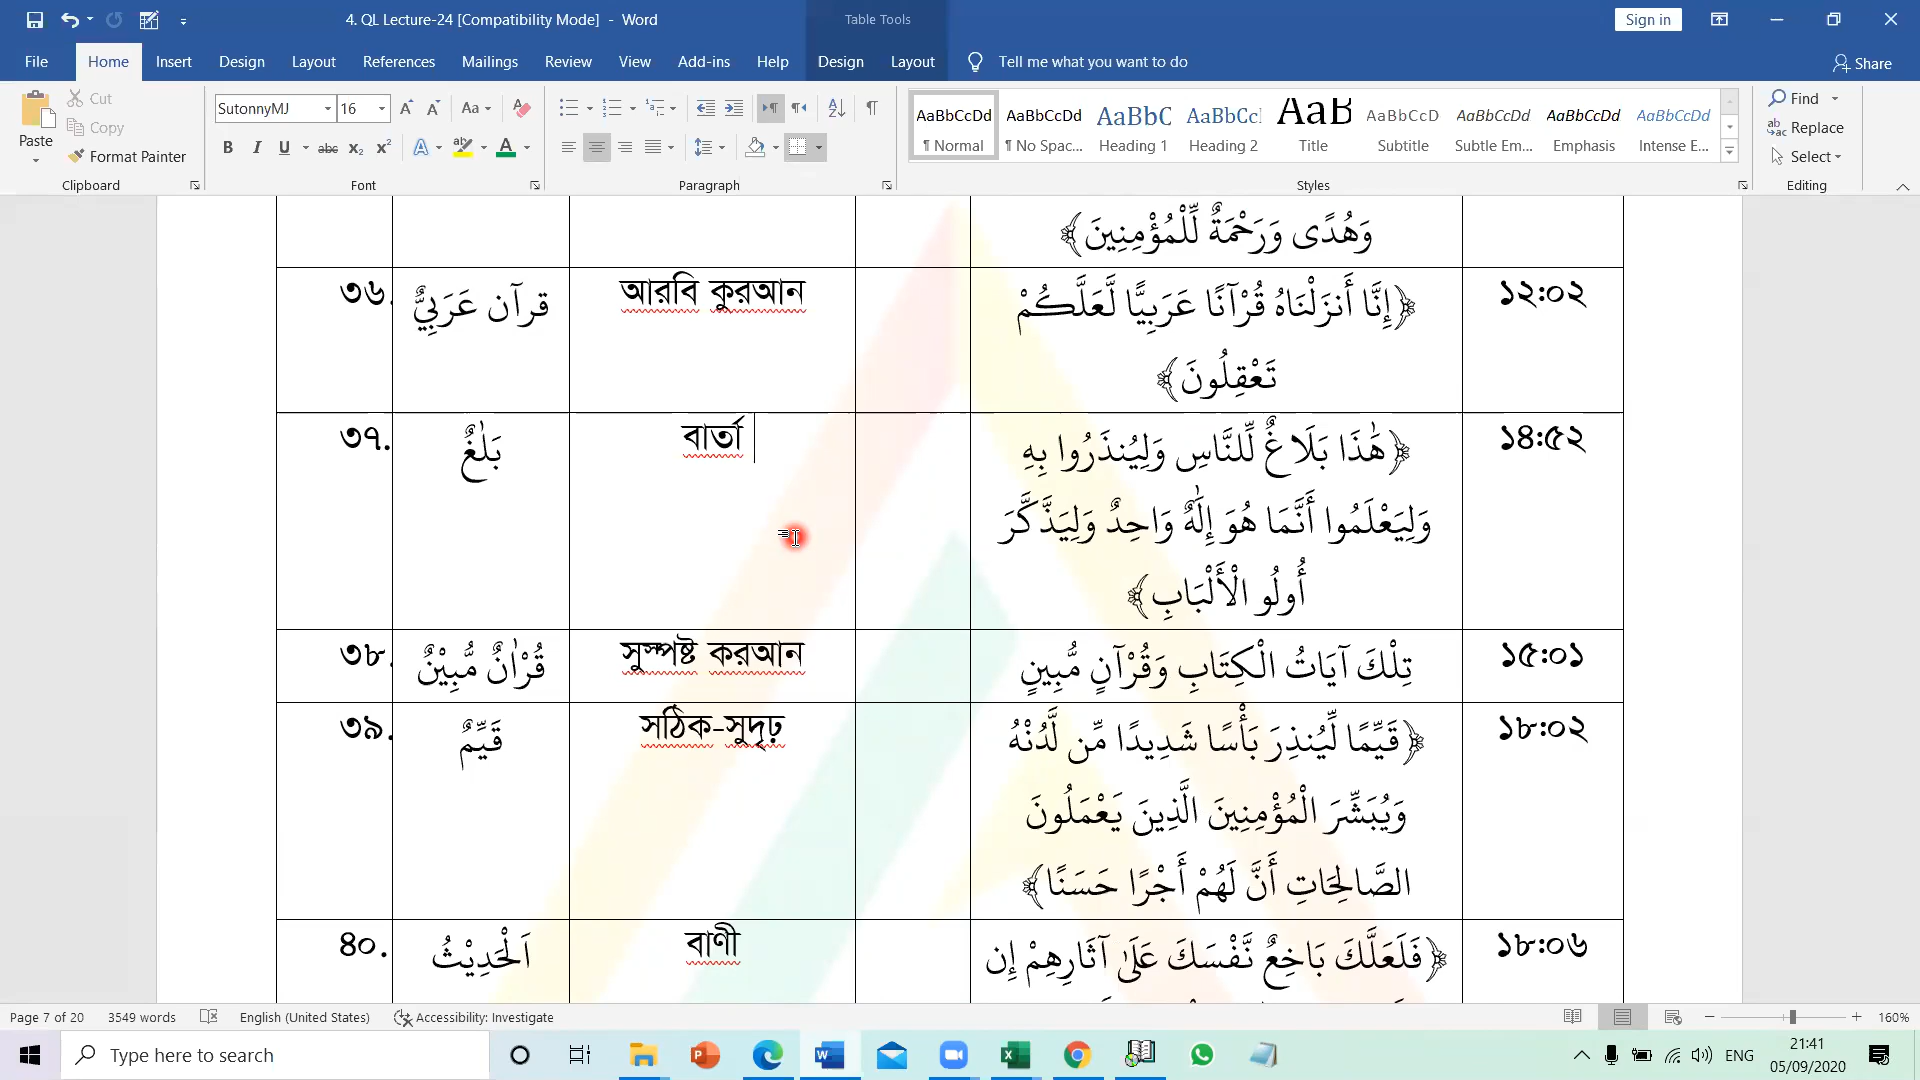 4. QL Lecture-24 [Compatibility Mode] - Word
Table Tools
Sign in
File Home Insert Design Layout References Mailings Review View Add-ins Help Design Layout Tell me what you want to do Share
Paste
Cut
Copy
Format Painter
SutonnyMJ 16
AaBbCcDd AaBbCcDd AaBbC AaBbCc AaB AaBbCcD AaBbCcDd AaBbCcDd AaBbCcDd
¶ Normal ¶ No Spac... Heading 1 Heading 2 Title Subtitle Subtle Em... Emphasis Intense E...
Find
Replace
Select
Clipboard Font Paragraph Styles Editing
وَهُدًى وَرَحْمَةٌ لِّلْمُؤْمِنِينَ﴾
৩৬. قرآن عَرَبِيٌّ আরবি কুরআন ﴿إِنَّا أَنزَلْنَاهُ قُرْآنًا عَرَبِيًّا لَّعَلَّكُمْ ১২:০২
تَعْقِلُونَ﴾
৩৭. بَلٰغٌ বার্তা ﴿هَٰذَا بَلَاغٌ لِّلنَّاسِ وَلِيُنذَرُوا بِهِ ১৪:৫২
وَلِيَعْلَمُوا أَنَّمَا هُوَ إِلَٰهٌ وَاحِدٌ وَلِيَذَّكَّرَ
أُولُو الْأَلْبَابِ﴾
৩৮. قُرْاٰنٌ مُّبِيْنٌ সুস্পষ্ট করআন تِلْكَ آيَاتُ الْكِتَابِ وَقُرْآنٍ مُّبِينٍ ১৫:০১
৩৯. قَيِّمٌ সঠিক-সুদৃঢ় ﴿قَيِّمًا لِّيُنذِرَ بَأْسًا شَدِيدًا مِّن لَّدُنْهُ ১৮:০২
وَيُبَشِّرَ الْمُؤْمِنِينَ الَّذِينَ يَعْمَلُونَ
الصَّالِحَاتِ أَنَّ لَهُمْ أَجْرًا حَسَنًا﴾
৪০. اَلْحَدِيْثُ বাণী ﴿فَلَعَلَّكَ بَاخِعٌ نَّفْسَكَ عَلَىٰ آثَارِهِمْ إِن ১৮:০৬
Page 7 of 20 3549 words English (United States) Accessibility: Investigate 160%
Type here to search
ENG
21:41
05/09/2020